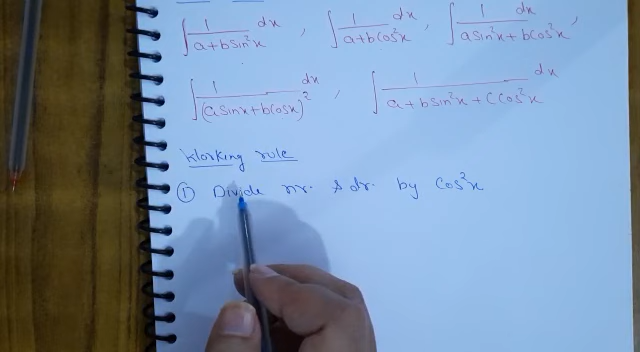 ∫ 1/(a+bsin²x) dx , ∫ 1/(a+bcos²x) dx , ∫ 1/(asin²x+bcos²x) dx ,
∫ 1/(asinx+bcosx)² dx , ∫ 1/(a+bsin²x+ccos²x) dx
Working rule
① Divide nr. & dr. by cos²x